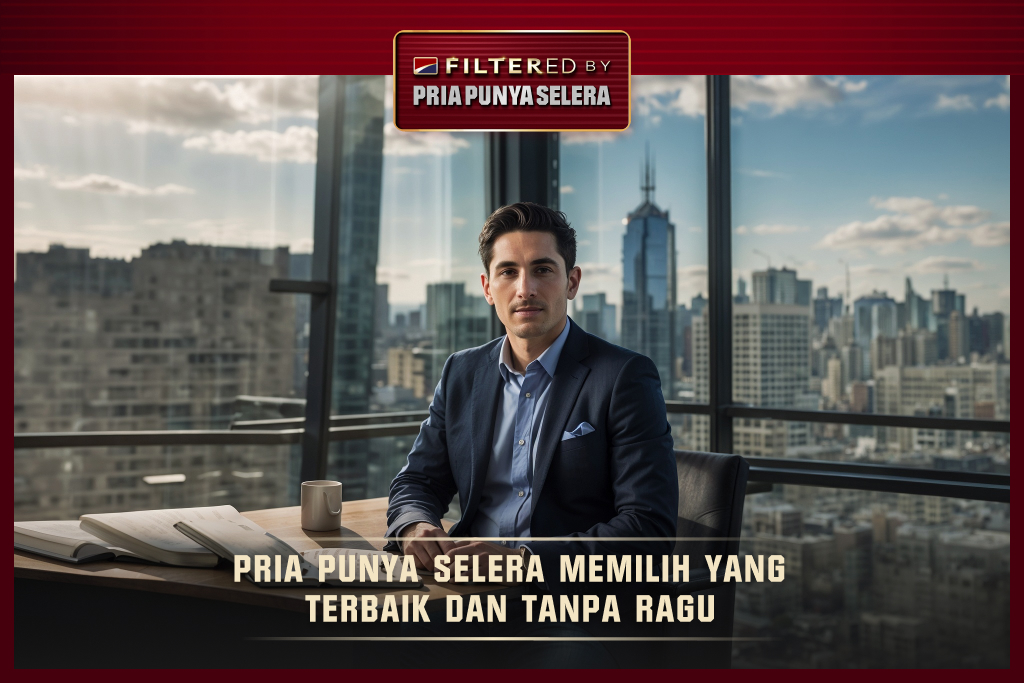 FILTERED BY
PRIA PUNYA SELERA
PRIA PUNYA SELERA MEMILIH YANG
TERBAIK DAN TANPA RAGU